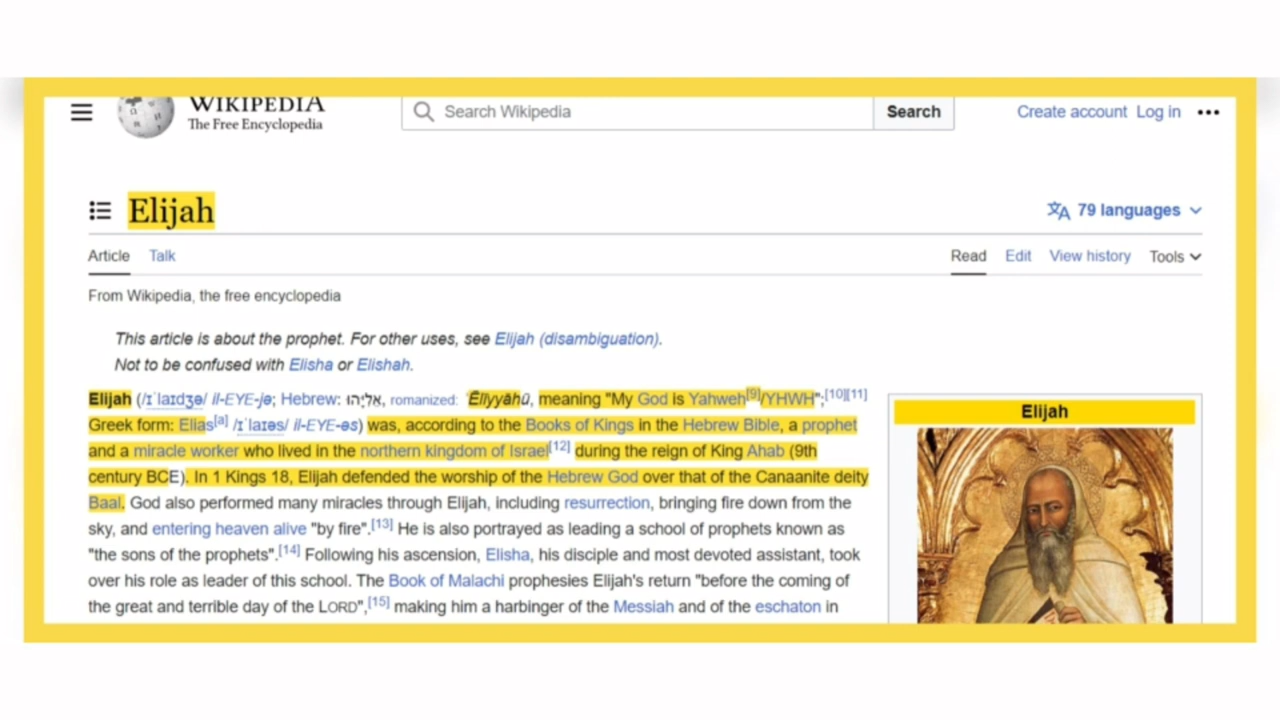 WIKIPEDIA
The Free Encyclopedia
Search Wikipedia
Search
Create account Log in
Elijah
79 languages
Article Talk
Read Edit View history Tools
From Wikipedia, the free encyclopedia
This article is about the prophet. For other uses, see Elijah (disambiguation).
Not to be confused with Elisha or Elishah.
Elijah (/ɪˈlaɪdʒə/ il-EYE-jə; Hebrew: אֵלִיָּהוּ, romanized: ʾĒlīyyāhū, meaning "My God is Yahweh[9]/YHWH";[10][11]
Greek form: Elias[a] /ɪˈlaɪəs/ il-EYE-əs) was, according to the Books of Kings in the Hebrew Bible, a prophet
and a miracle worker who lived in the northern kingdom of Israel[12] during the reign of King Ahab (9th
century BCE). In 1 Kings 18, Elijah defended the worship of the Hebrew God over that of the Canaanite deity
Baal. God also performed many miracles through Elijah, including resurrection, bringing fire down from the
sky, and entering heaven alive "by fire".[13] He is also portrayed as leading a school of prophets known as
"the sons of the prophets".[14] Following his ascension, Elisha, his disciple and most devoted assistant, took
over his role as leader of this school. The Book of Malachi prophesies Elijah's return "before the coming of
the great and terrible day of the LORD",[15] making him a harbinger of the Messiah and of the eschaton in
Elijah